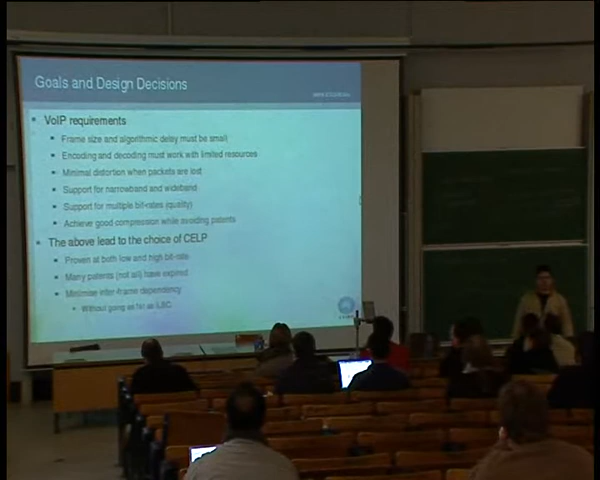 Goals and Design Decisions
VoIP requirements
Frame size and algorithmic delay must be small
Encoding and decoding must work with limited resources
Minimal distortion when packets are lost
Support for narrowband and wideband
Support for multiple bit-rates (quality)
Achieve good compression while avoiding patents
The above lead to the choice of CELP
Proven at both low and high bit-rate
Many patents (not all) have expired
Minimise inter-frame dependency
Without going as far as iLBC